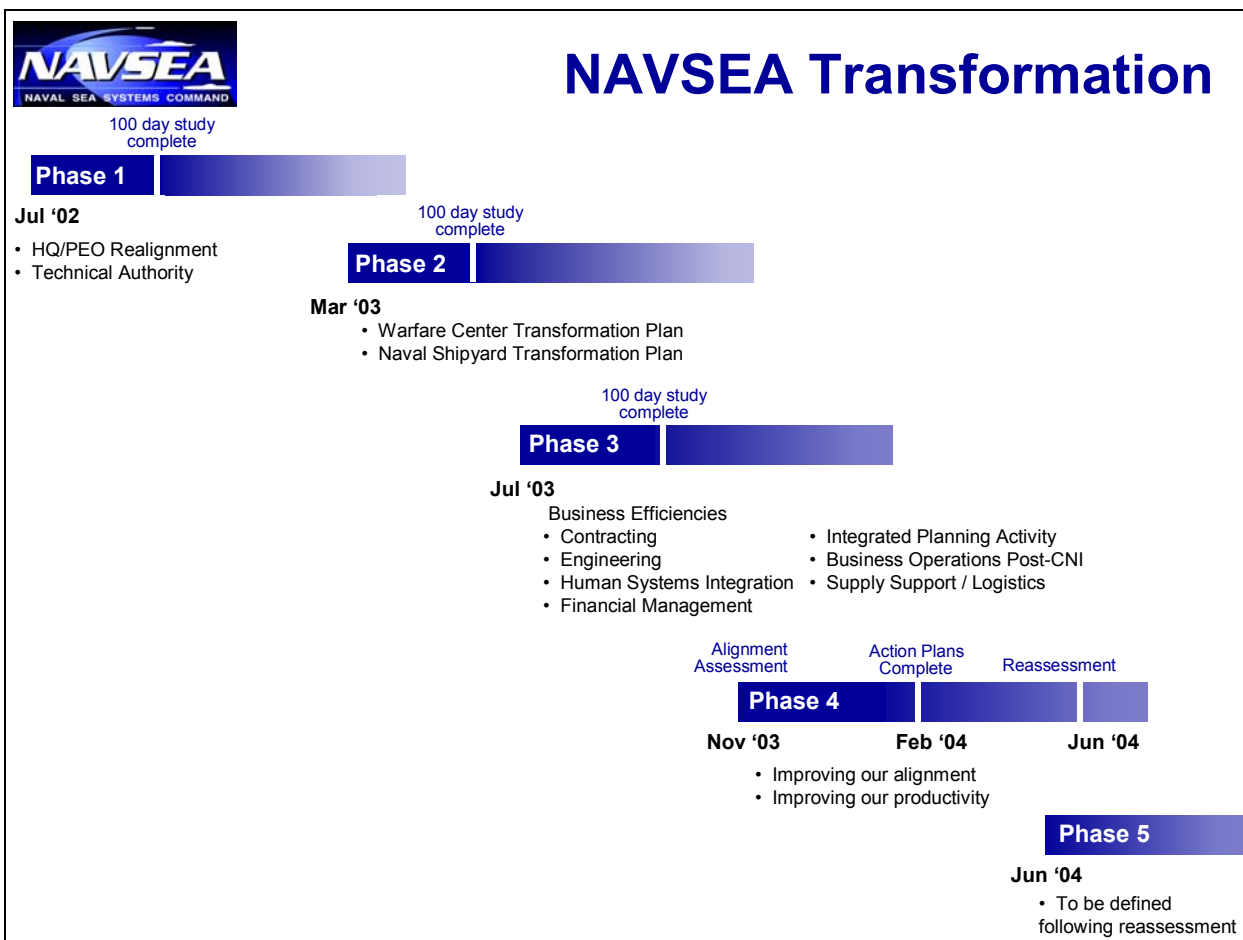 NAVSEA
NAVAL SEA SYSTEMS COMMAND
NAVSEA Transformation
100 day study
complete
Phase 1
Jul ‘02
• HQ/PEO Realignment
• Technical Authority
100 day study
complete
Phase 2
Mar ‘03
• Warfare Center Transformation Plan
• Naval Shipyard Transformation Plan
100 day study
complete
Phase 3
Jul ‘03
Business Efficiencies
• Contracting
• Engineering
• Human Systems Integration
• Financial Management
• Integrated Planning Activity
• Business Operations Post-CNI
• Supply Support / Logistics
Alignment
Assessment
Action Plans
Complete
Reassessment
Phase 4
Nov ‘03
Feb ‘04
Jun ‘04
• Improving our alignment
• Improving our productivity
Phase 5
Jun ‘04
• To be defined
following reassessment